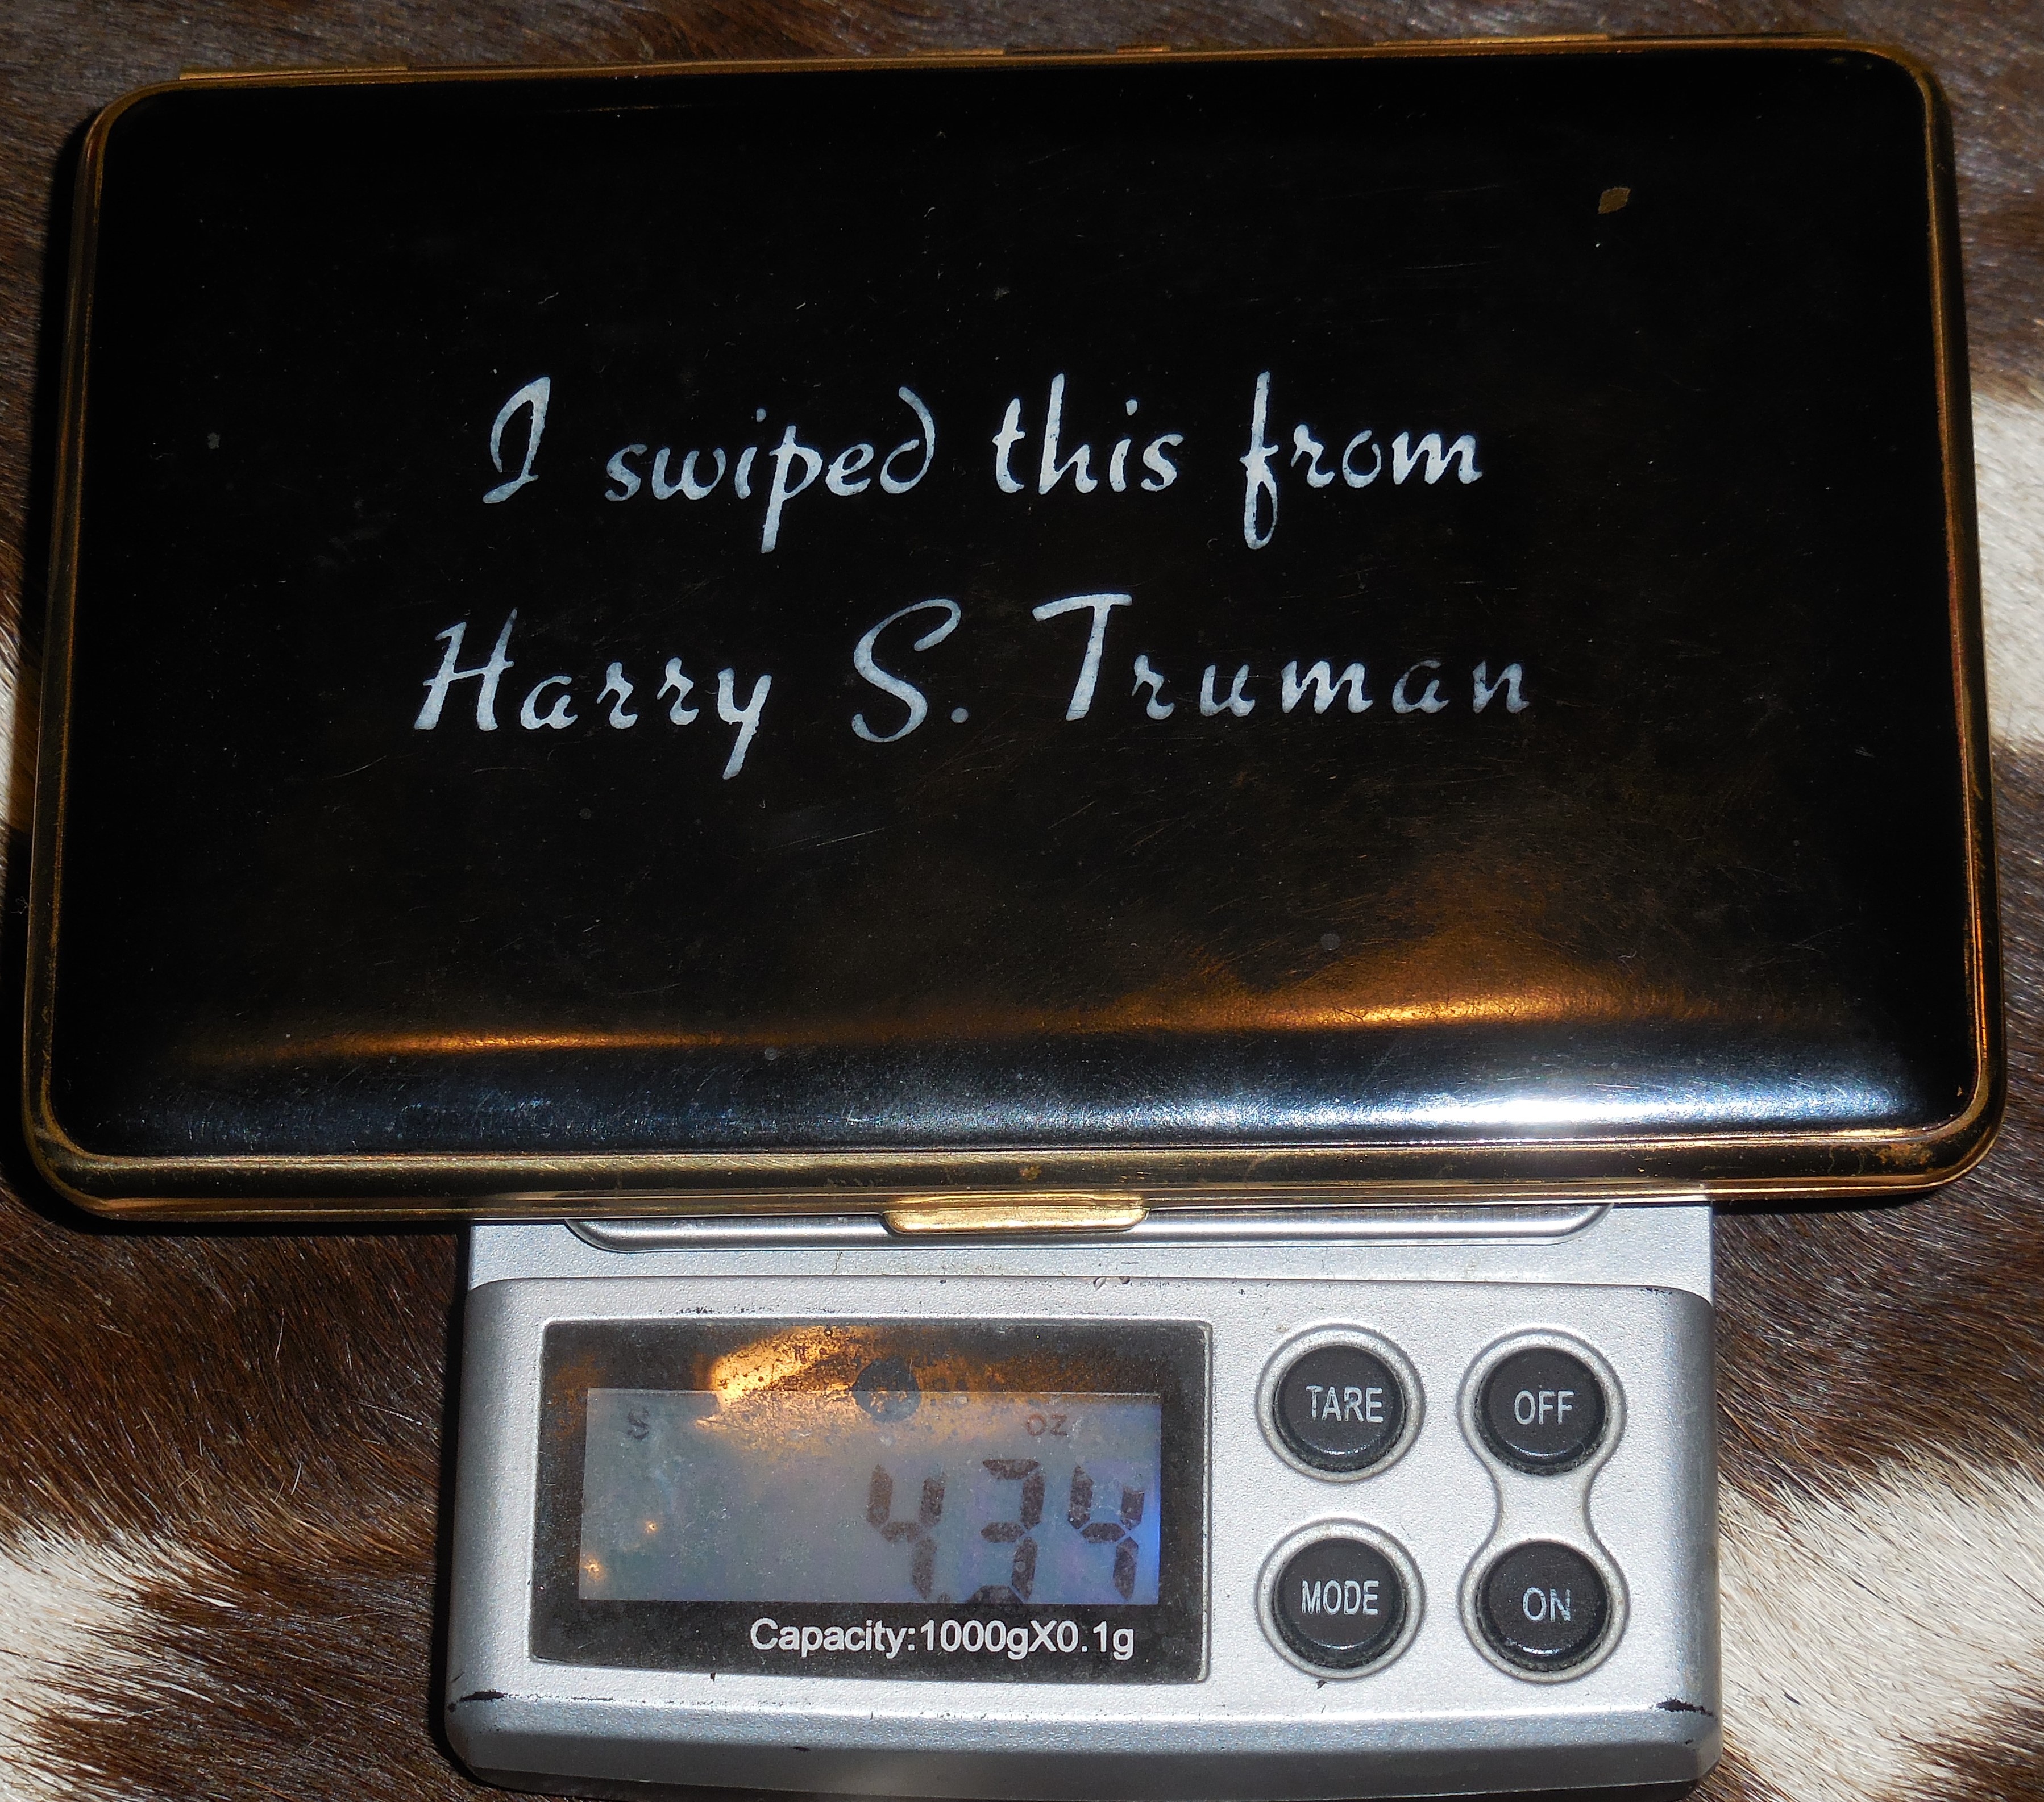 I swiped this from
Harry S. Truman
oz
4.34
TARE
OFF
MODE
ON
Capacity:1000gX0.1g